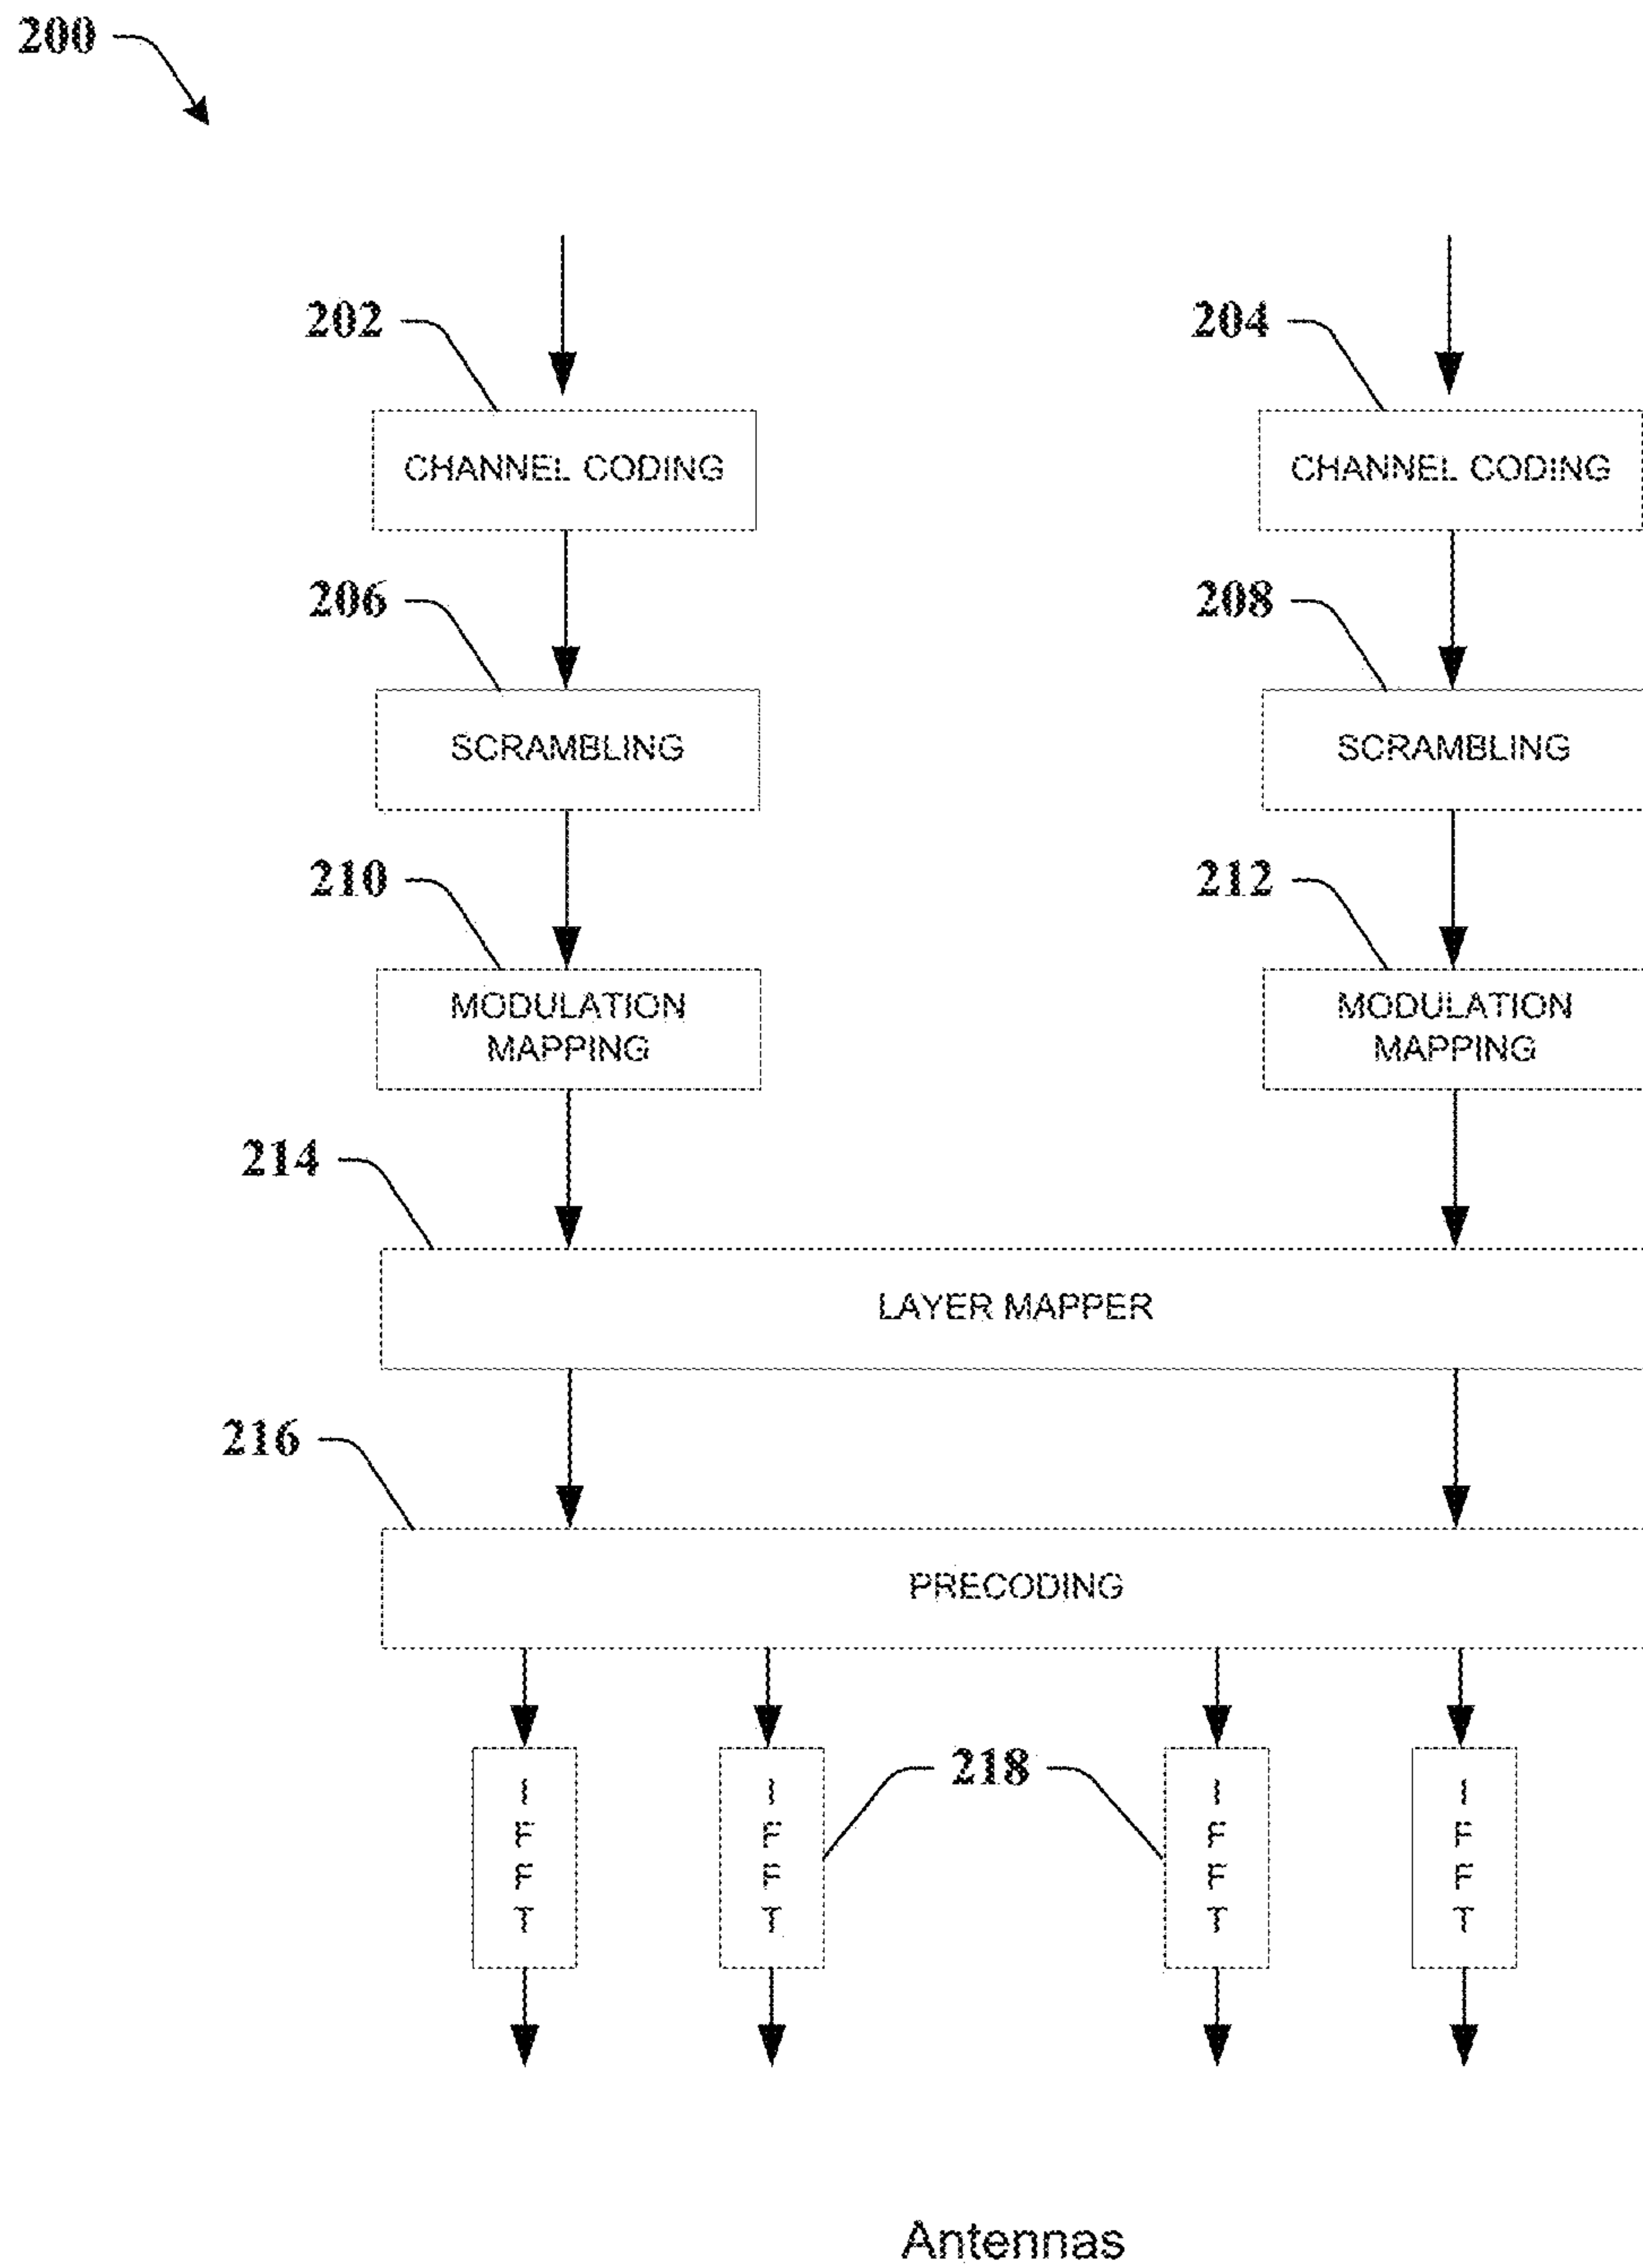 200
202
204
CHANNEL CODING
CHANNEL CODING
206
208
SCRAMBLING
SCRAMBLING
210
212
MODULATION
MAPPING
MODULATION
MAPPING
214
LAYER MAPPER
216
PRECODING
218
I
F
F
T
I
F
F
T
I
F
F
T
I
F
F
T
Antennas